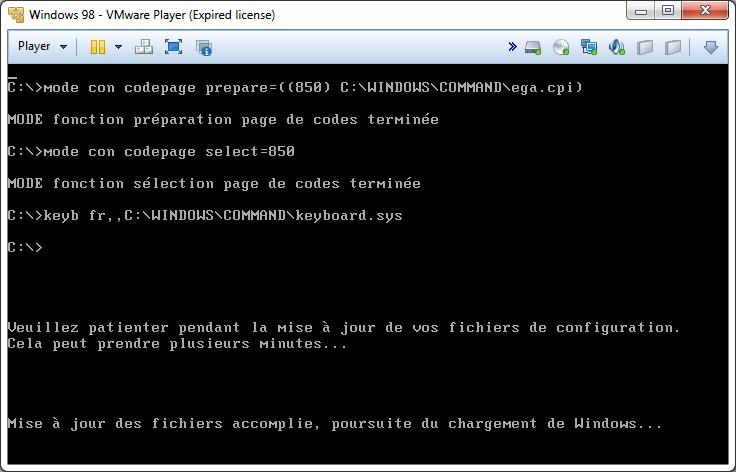 Windows 98 - VMware Player (Expired license)
Player
C:\>mode con codepage prepare=((850) C:\WINDOWS\COMMAND\ega.cpi)
MODE fonction préparation page de codes terminée
C:\>mode con codepage select=850
MODE fonction sélection page de codes terminée
C:\>keyb fr,,C:\WINDOWS\COMMAND\keyboard.sys
C:\>
Veuillez patienter pendant la mise à jour de vos fichiers de configuration.
Cela peut prendre plusieurs minutes...
Mise à jour des fichiers accomplie, poursuite du chargement de Windows...